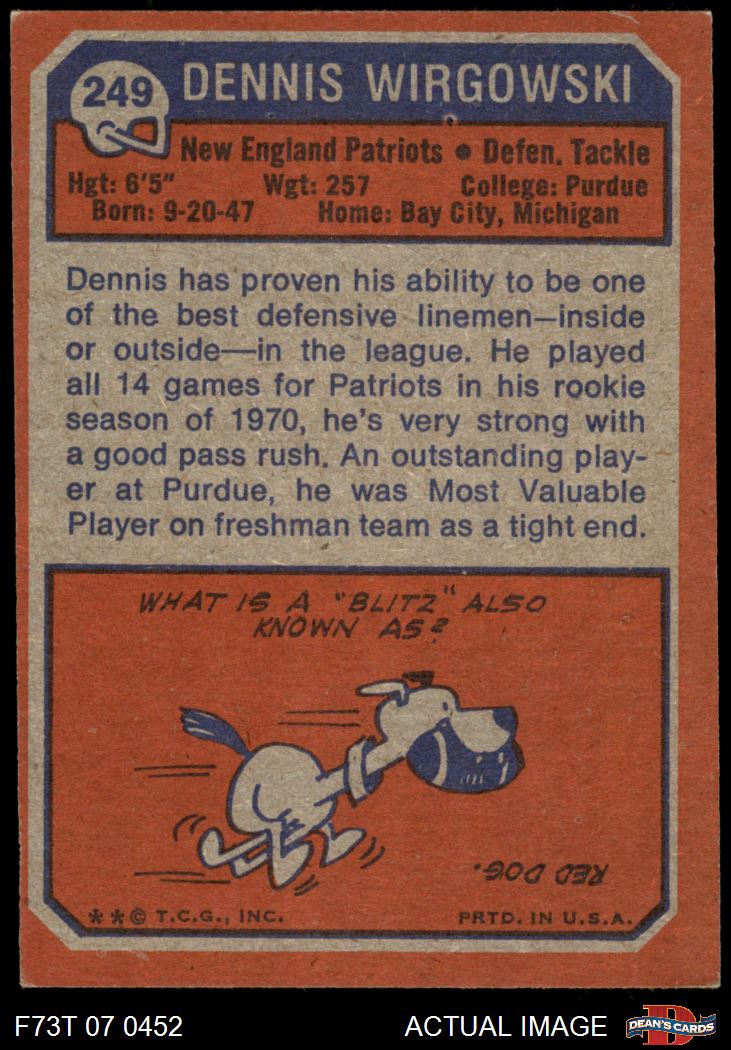 249 DENNIS WIRGOWSKI
New England Patriots • Defen. Tackle
Hgt: 6'5" Wgt: 257 College: Purdue
Born: 9-20-47 Home: Bay City, Michigan
Dennis has proven his ability to be one
of the best defensive linemen—inside
or outside—in the league. He played
all 14 games for Patriots in his rookie
season of 1970, he's very strong with
a good pass rush. An outstanding play-
er at Purdue, he was Most Valuable
Player on freshman team as a tight end.
WHAT IS A "BLITZ" ALSO
KNOWN AS?
RED DOG.
**© T.C.G., INC. PRTD. IN U.S.A.
F73T 07 0452 ACTUAL IMAGE D DEAN'S CARDS